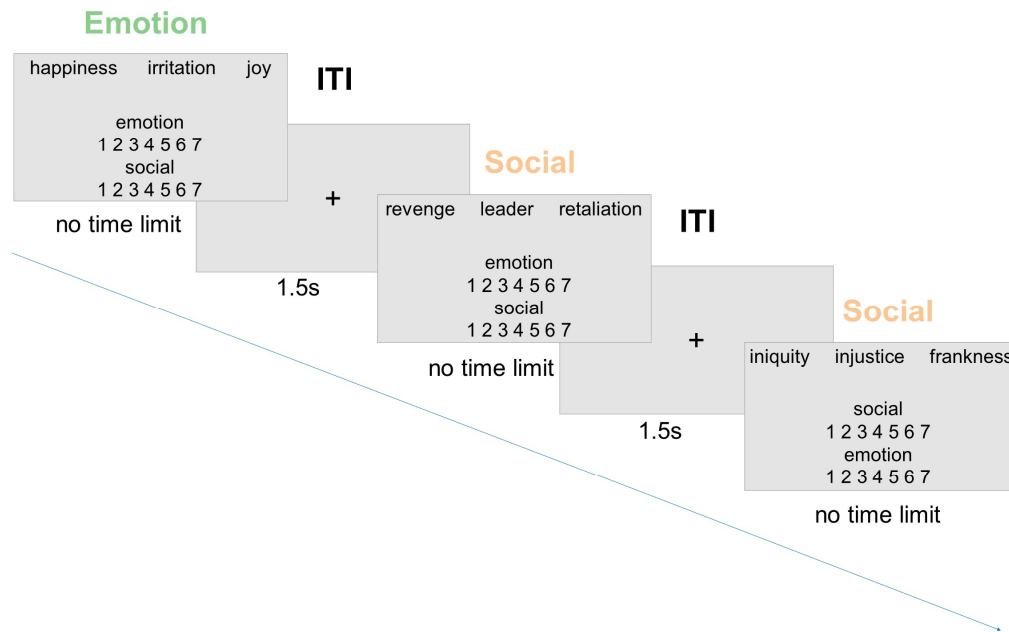 Emotion
happiness irritation joy
emotion
1 2 3 4 5 6 7
social
1 2 3 4 5 6 7
no time limit
ITI
+
1.5s
Social
revenge leader retaliation
emotion
1 2 3 4 5 6 7
social
1 2 3 4 5 6 7
no time limit
ITI
+
1.5s
Social
iniquity injustice frankness
social
1 2 3 4 5 6 7
emotion
1 2 3 4 5 6 7
no time limit